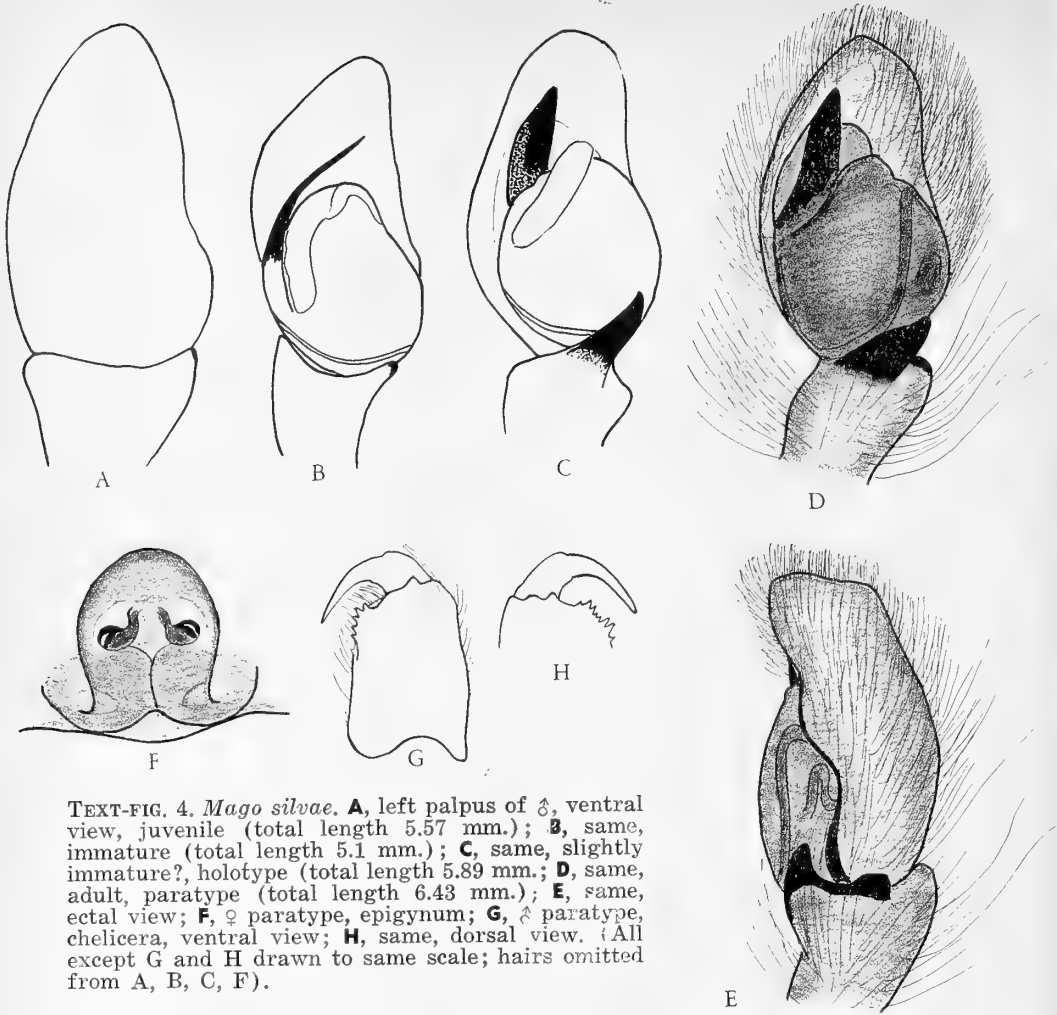 A
B
C
D
F
G
H
E
TEXT-FIG. 4. Mago silvae. A, left palpus of ♂, ventral
view, juvenile (total length 5.57 mm.); B, same,
immature (total length 5.1 mm.); C, same, slightly
immature?, holotype (total length 5.89 mm.; D, same,
adult, paratype (total length 6.43 mm.); E, same,
ectal view; F, ♀ paratype, epigynum; G, ♂ paratype,
chelicera, ventral view; H, same, dorsal view. (All
except G and H drawn to same scale; hairs omitted
from A, B, C, F).